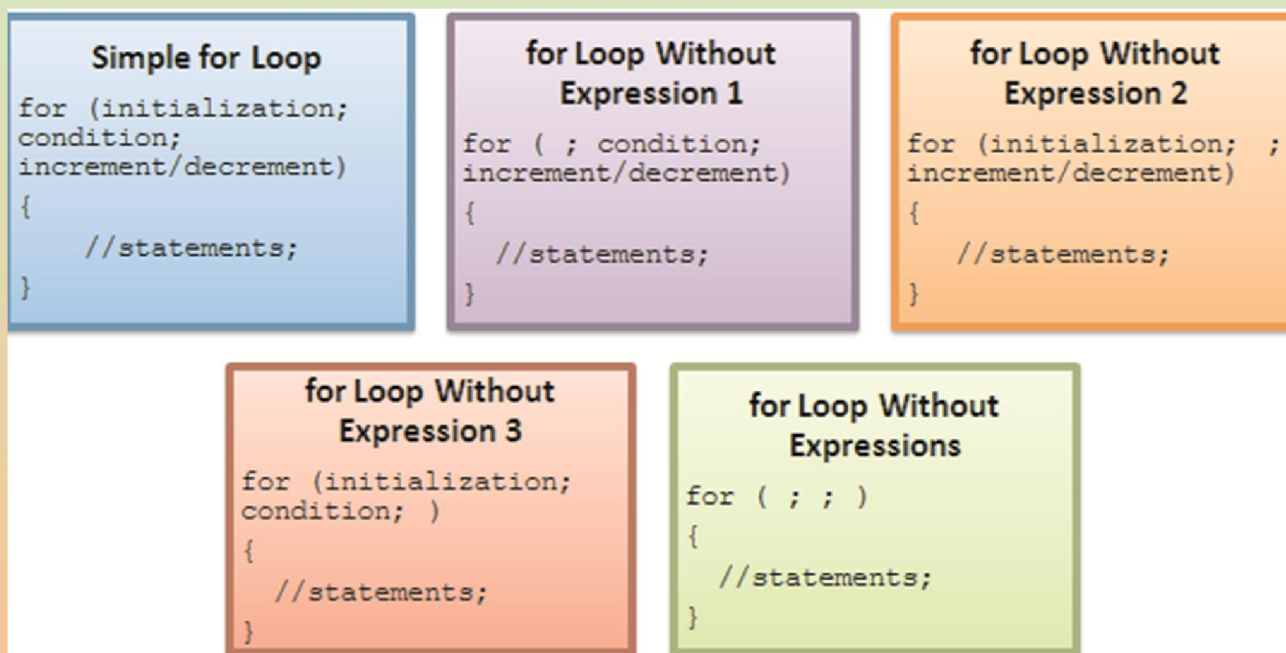 Simple for Loop
for (initialization;
condition;
increment/decrement)
{
//statements;
}
for Loop Without
Expression 1
for ( ; condition;
increment/decrement)
{
//statements;
}
for Loop Without
Expression 2
for (initialization; ;
increment/decrement)
{
//statements;
}
for Loop Without
Expression 3
for (initialization;
condition; )
{
//statements;
}
for Loop Without
Expressions
for ( ; ; )
{
//statements;
}